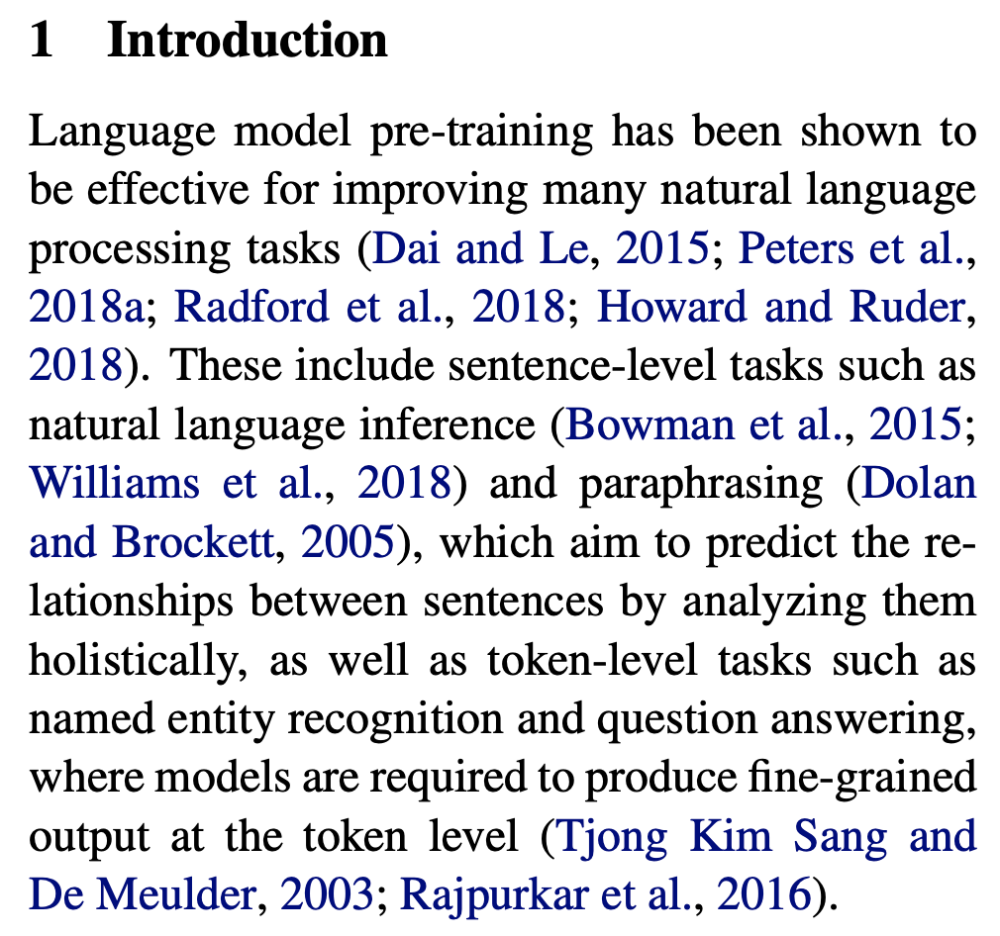 1 Introduction
Language model pre-training has been shown to
be effective for improving many natural language
processing tasks (Dai and Le, 2015; Peters et al.,
2018a; Radford et al., 2018; Howard and Ruder,
2018). These include sentence-level tasks such as
natural language inference (Bowman et al., 2015;
Williams et al., 2018) and paraphrasing (Dolan
and Brockett, 2005), which aim to predict the re-
lationships between sentences by analyzing them
holistically, as well as token-level tasks such as
named entity recognition and question answering,
where models are required to produce fine-grained
output at the token level (Tjong Kim Sang and
De Meulder, 2003; Rajpurkar et al., 2016).